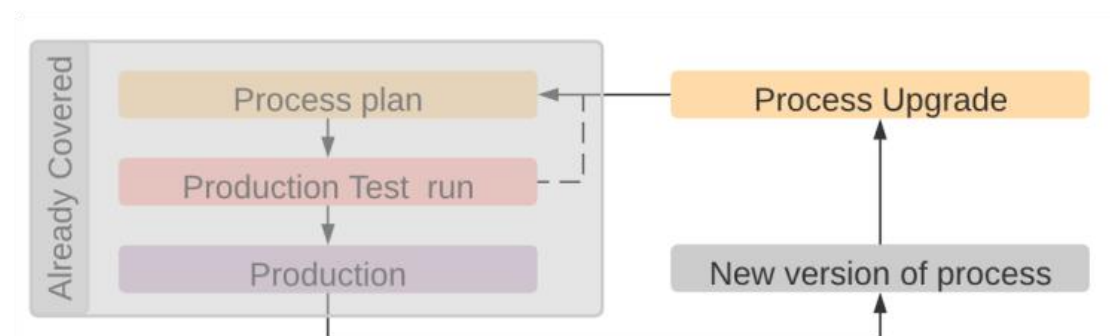 Already Covered
Process plan
Process Upgrade
Production Test run
Production
New version of process